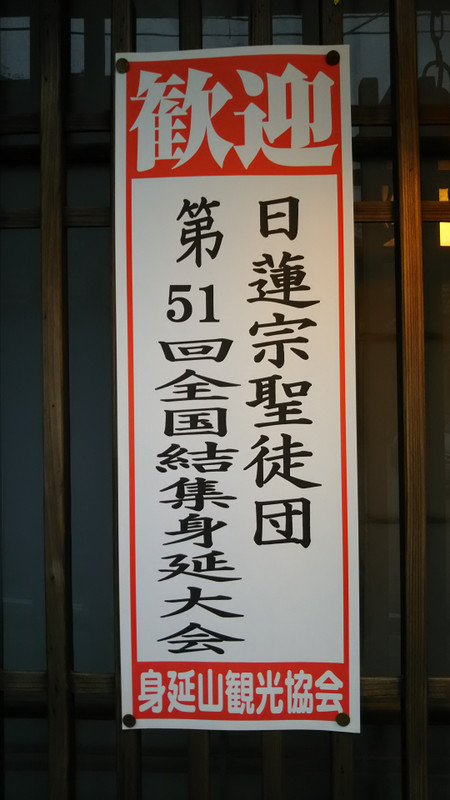 歓迎
日蓮宗聖徒団
第51回全国結集身延大会
身延山観光協会